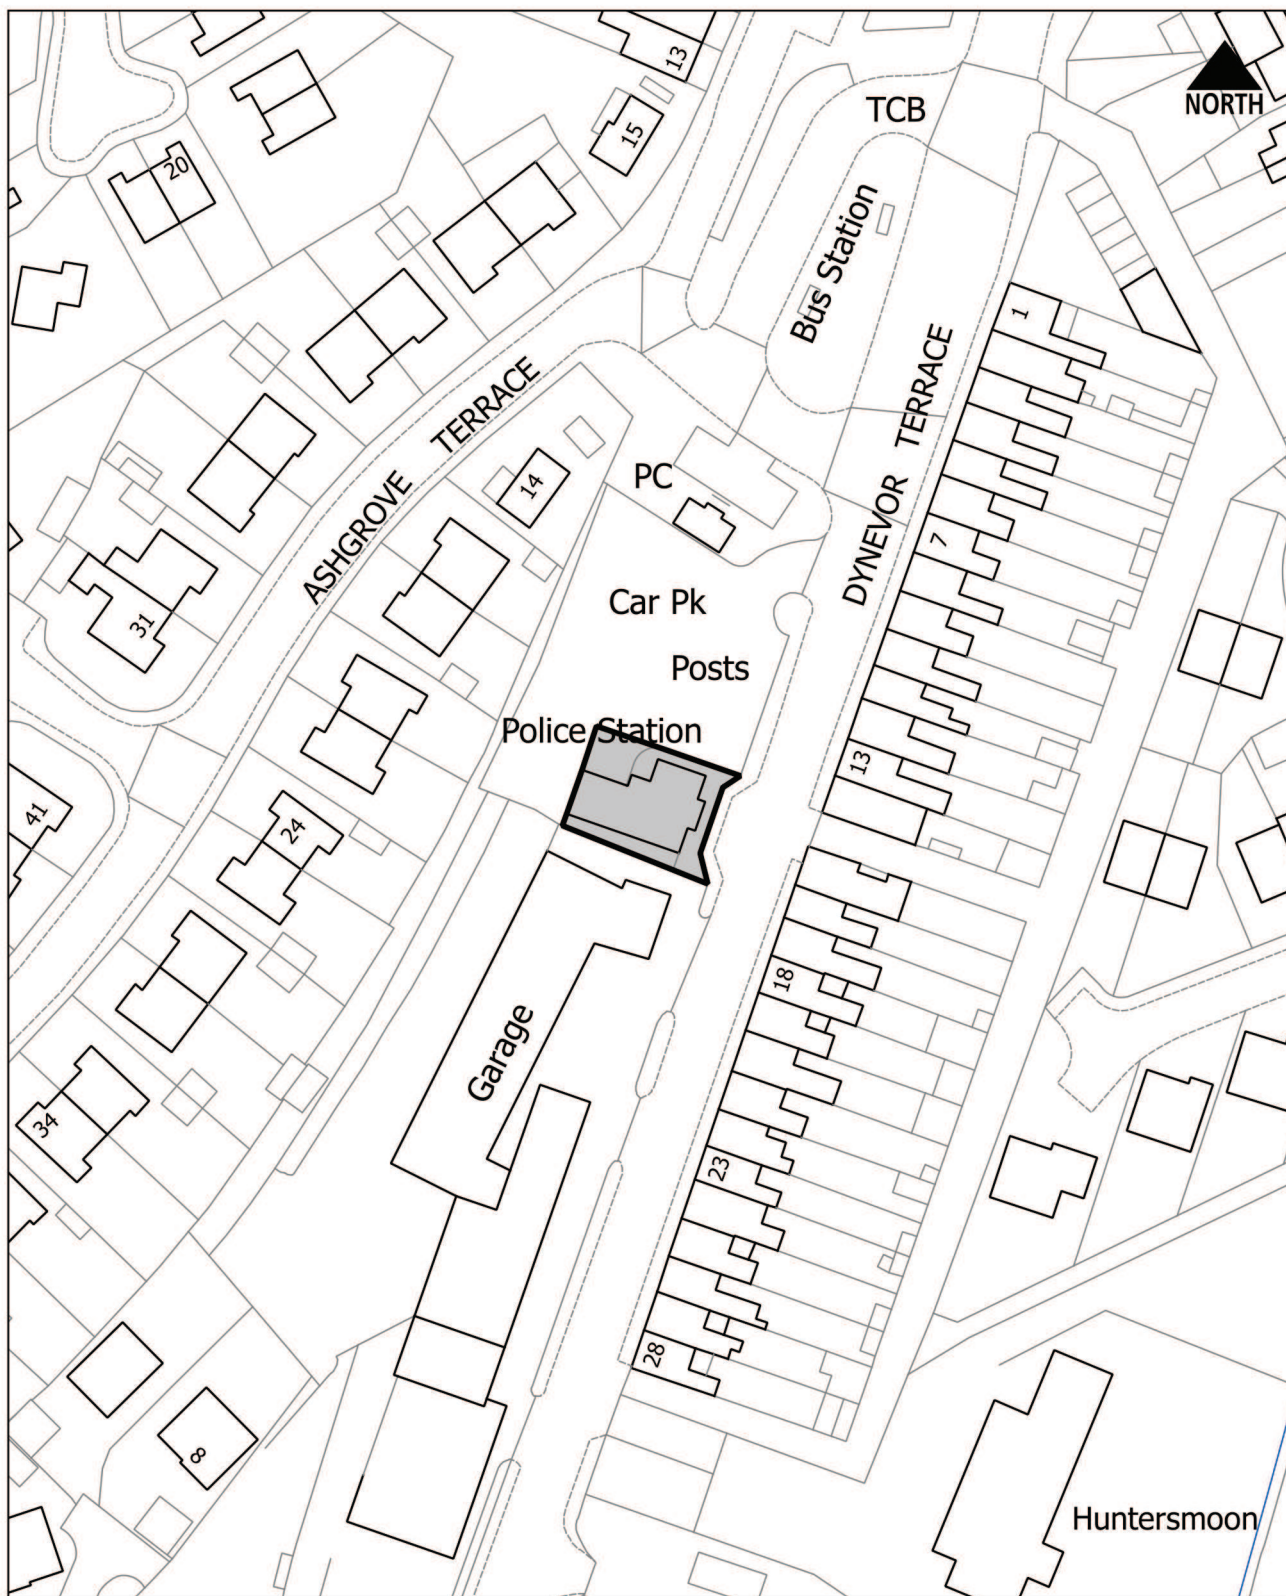 13
NORTH
TCB
15
20
Bus Station
1
DYNEVOR TERRACE
ASHGROVE TERRACE
PC
14
7
Car Pk
31
Posts
Police Station
13
41
24
18
Garage
34
23
28
8
Huntersmoon